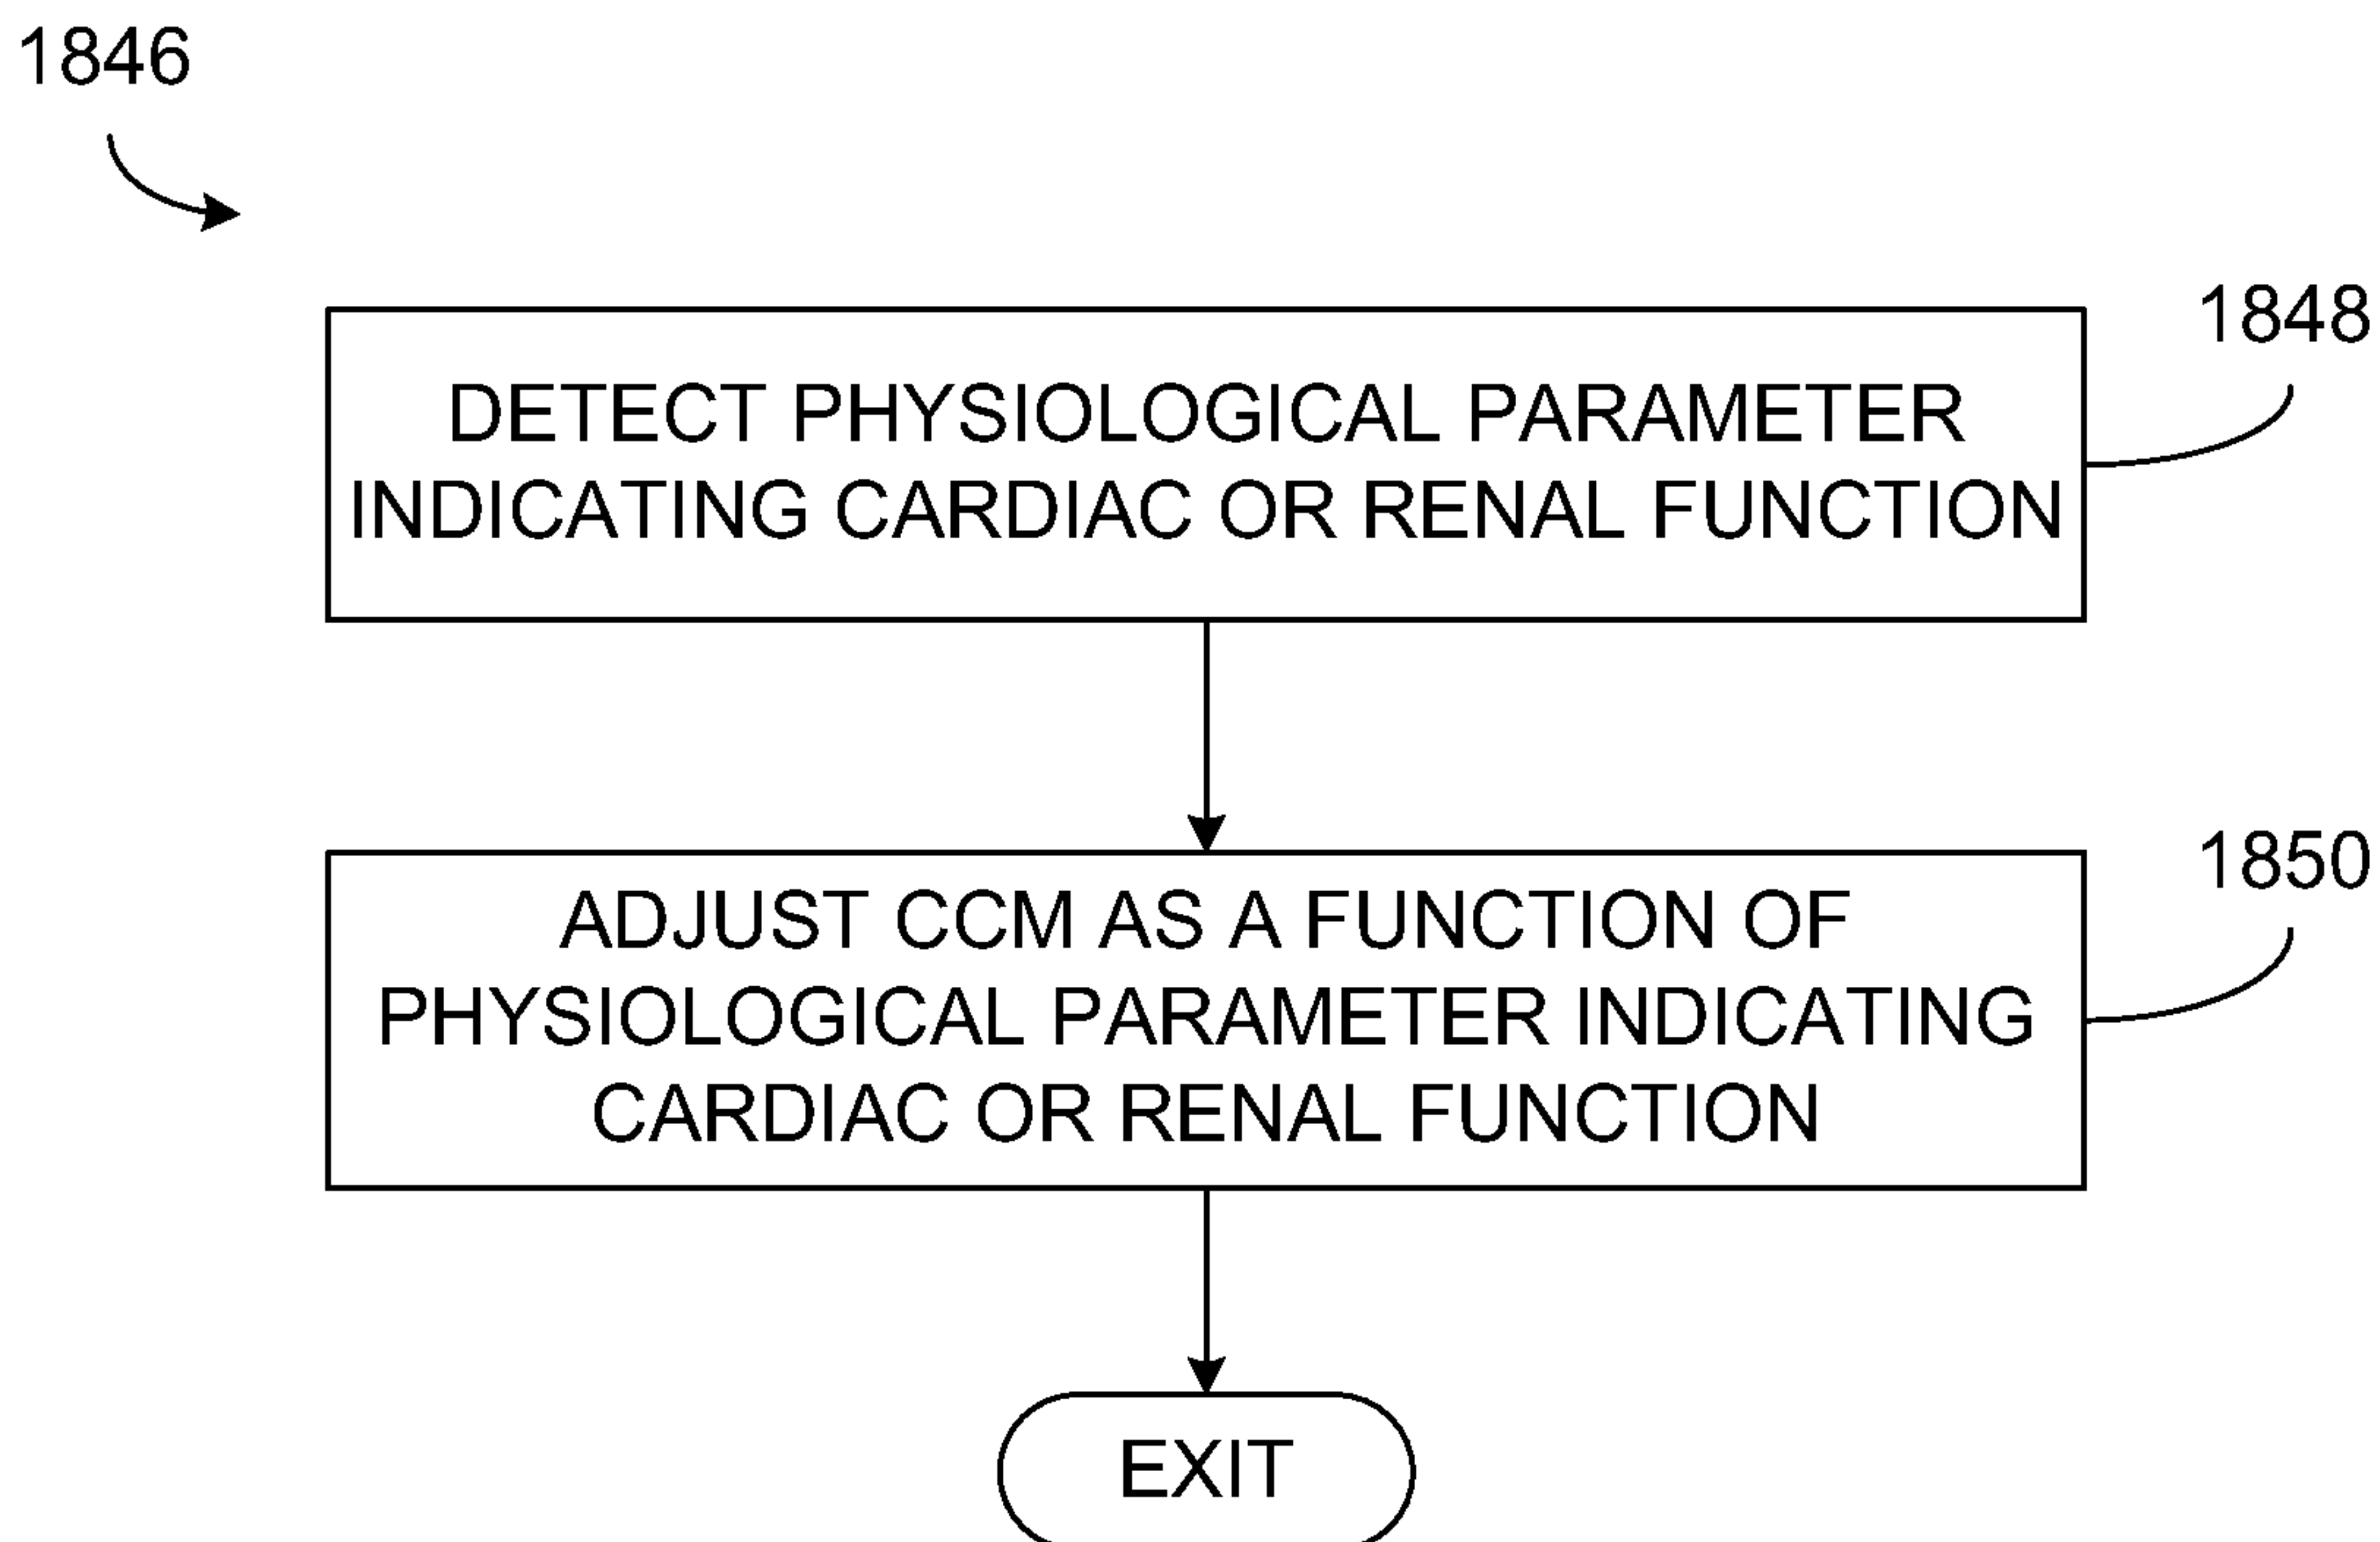 1846
1848
DETECT PHYSIOLOGICAL PARAMETER
INDICATING CARDIAC OR RENAL FUNCTION
1850
ADJUST CCM AS A FUNCTION OF
PHYSIOLOGICAL PARAMETER INDICATING
CARDIAC OR RENAL FUNCTION
EXIT